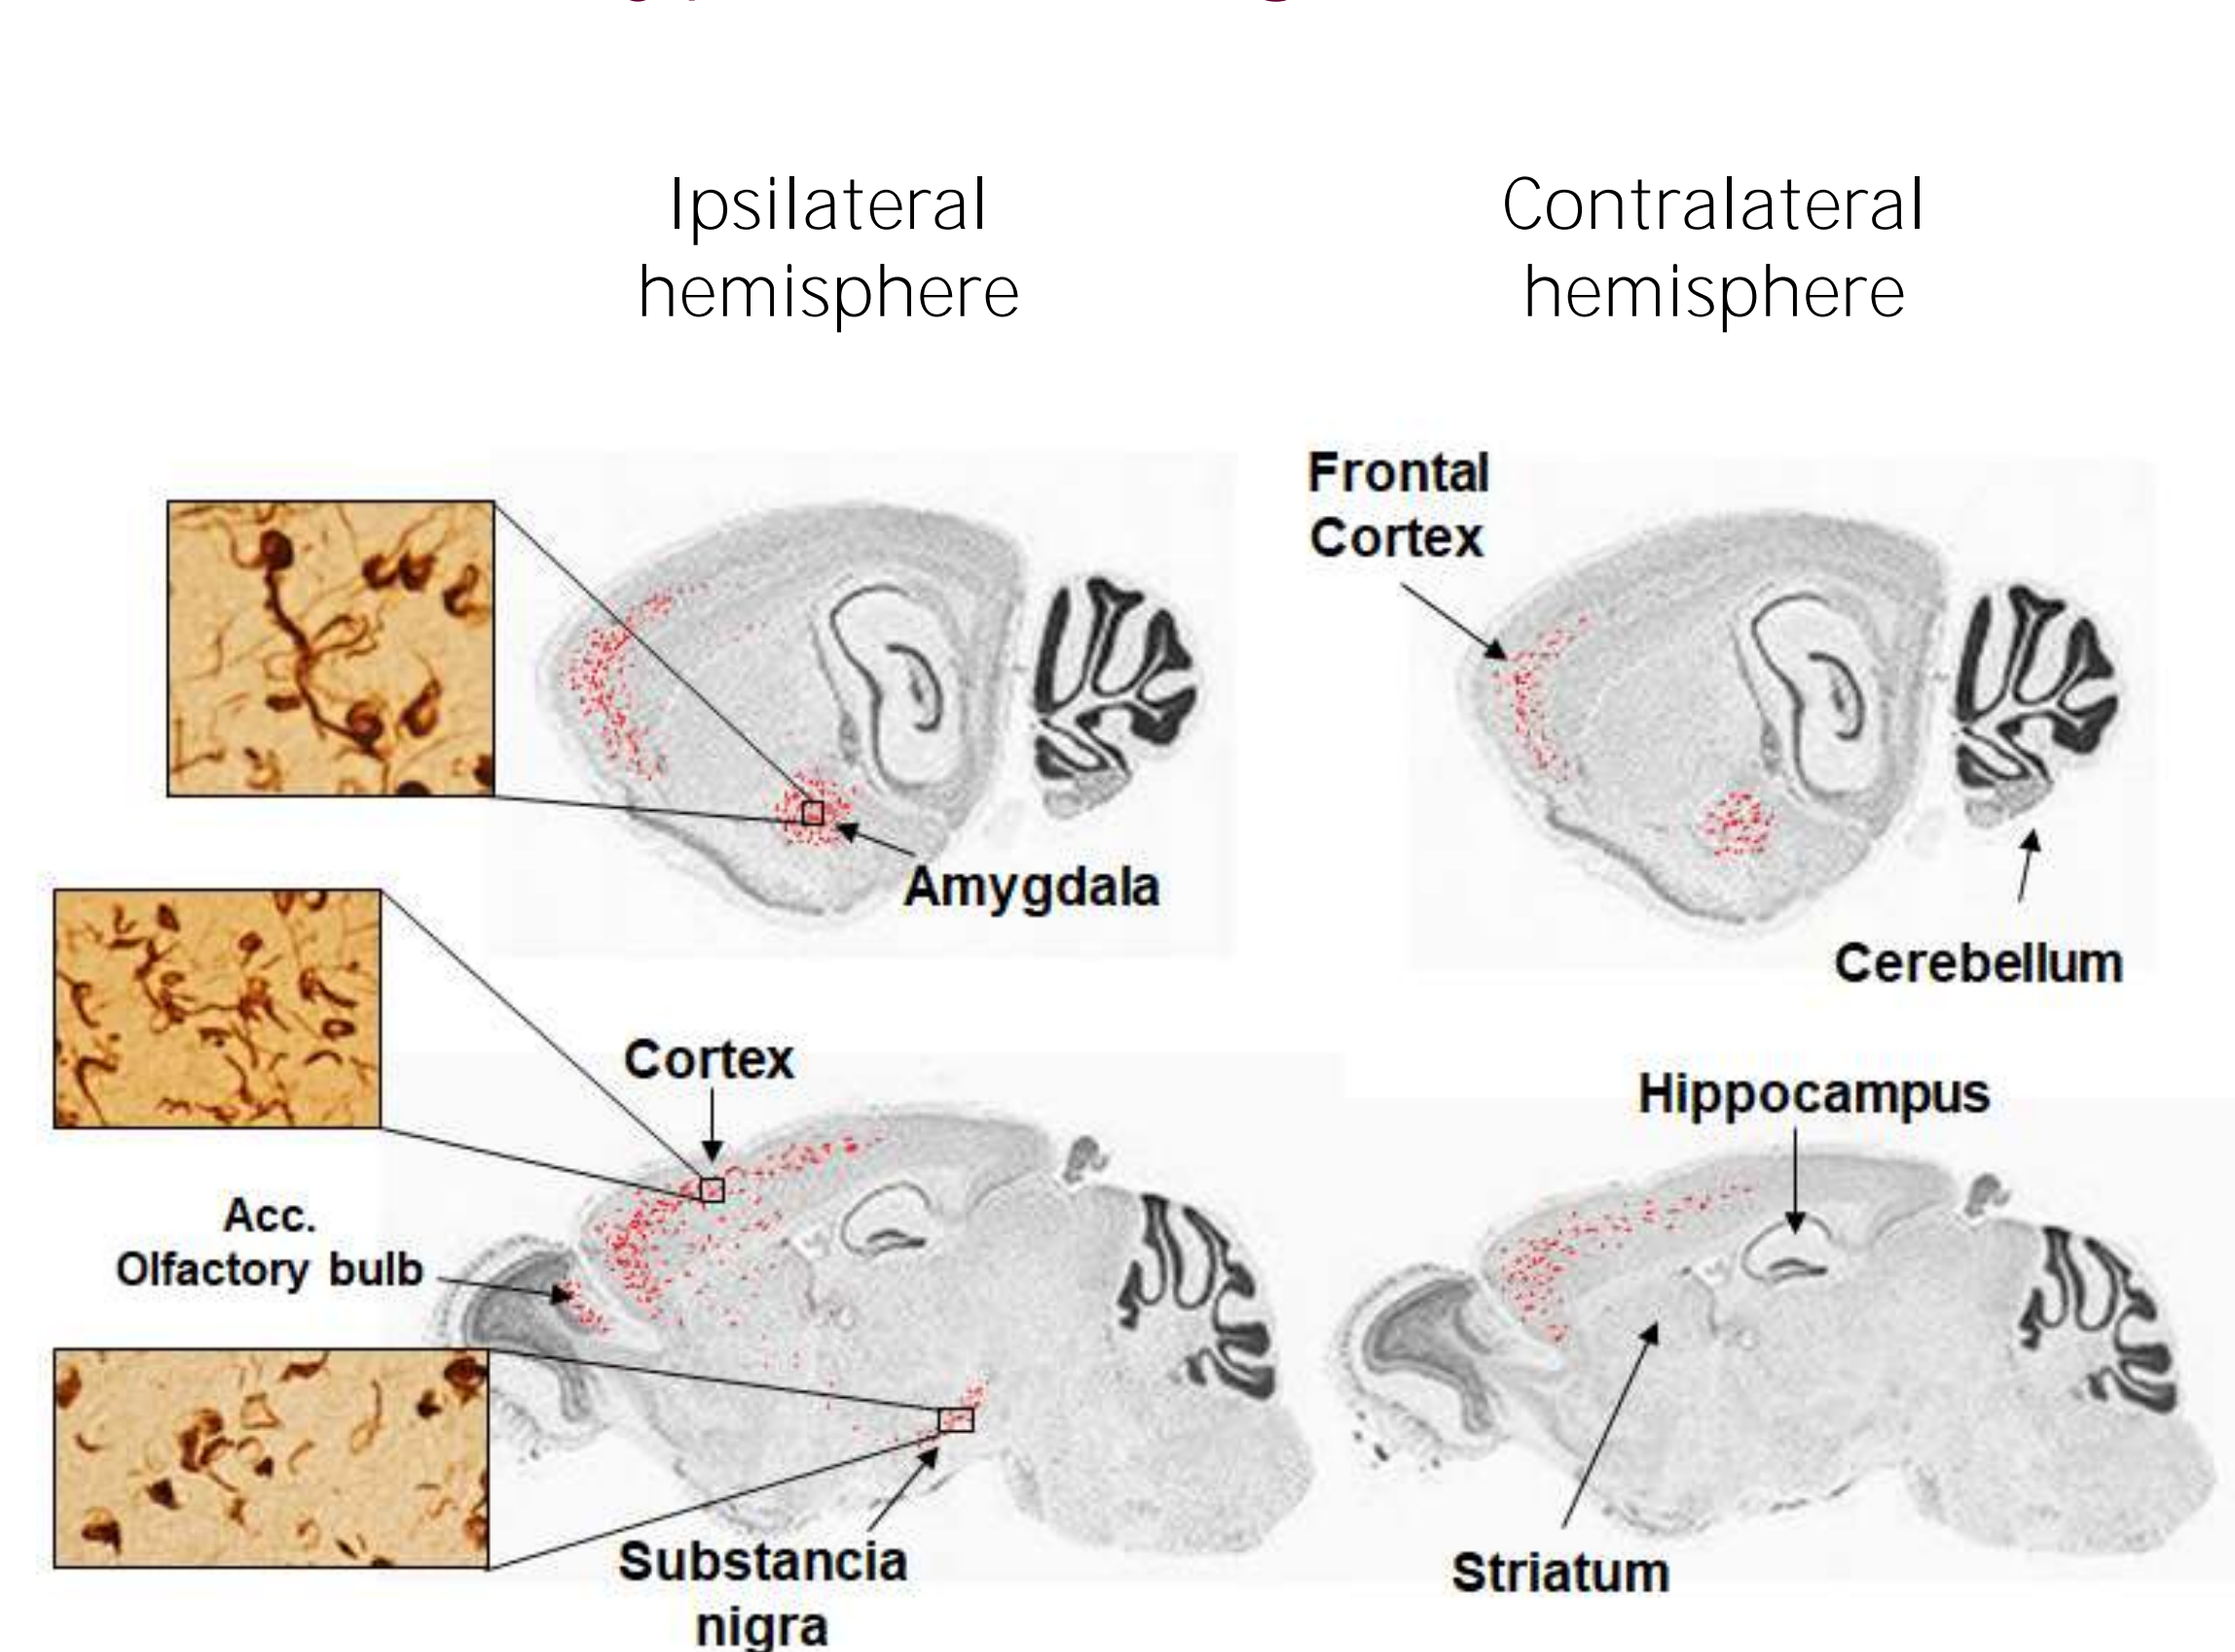 Ipsilateral
hemisphere
Contralateral
hemisphere
Frontal
Cortex
Amygdala
Cerebellum
Cortex
Hippocampus
Acc.
Olfactory bulb
Substancia
nigra
Striatum